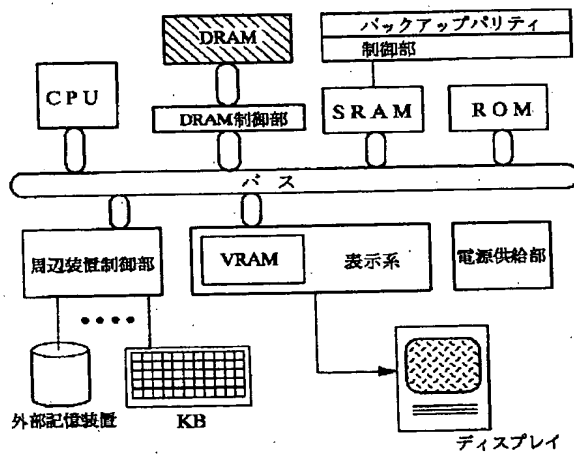 DRAM
バックアップパリティ
制御部
CPU
DRAM制御部
SRAM
ROM
バス
周辺装置制御部
VRAM
表示系
電源供給部
外部記憶装置
KB
ディスプレイ